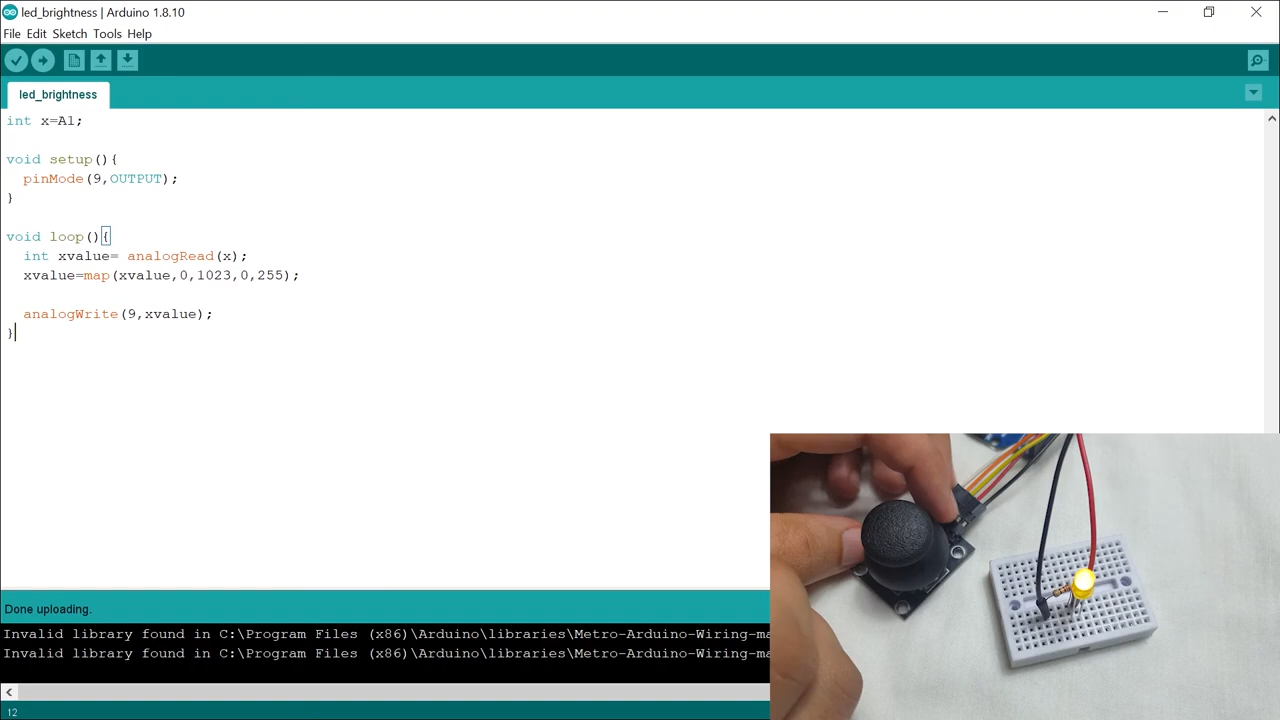 led_brightness | Arduino 1.8.10
File Edit Sketch Tools Help
led_brightness
int x=A1;
void setup(){
pinMode(9,OUTPUT);
}
void loop(){
int xvalue= analogRead(x);
xvalue=map(xvalue,0,1023,0,255);
analogWrite(9,xvalue);
}
Done uploading.
Invalid library found in C:\Program Files (x86)\Arduino\libraries\Metro-Arduino-Wiring-ma
Invalid library found in C:\Program Files (x86)\Arduino\libraries\Metro-Arduino-Wiring-ma
12